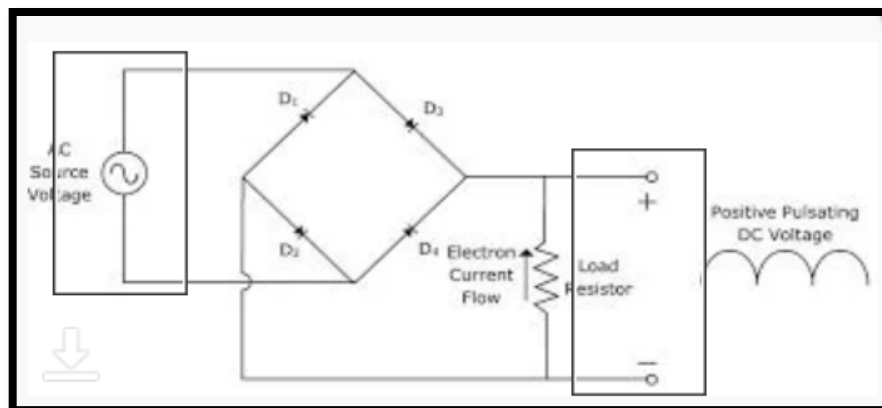 D₁
D₃
AC
Source
Voltage
+
Positive Pulsating
DC Voltage
D₂
D₄
Electron
Current
Flow
Load
Resistor
−